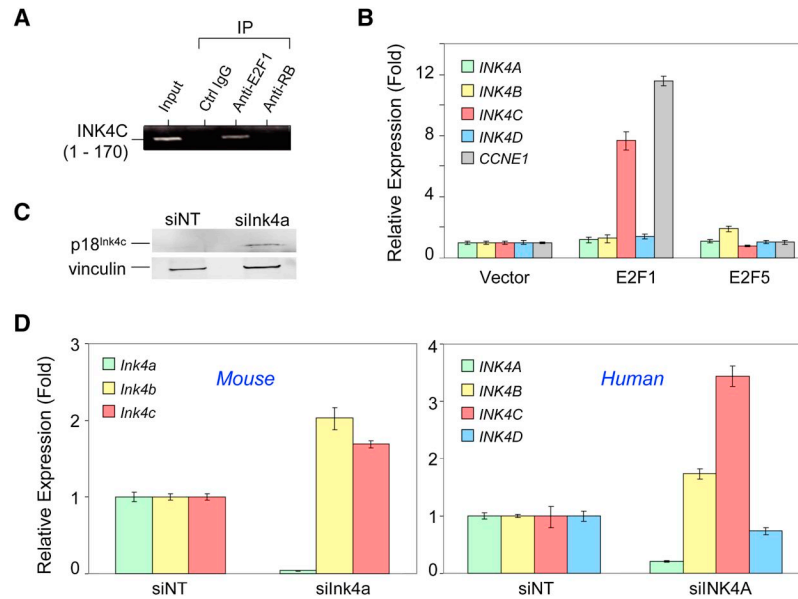 A
IP
Input
Ctrl IgG
Anti-E2F1
Anti-RB
INK4C
(1 - 170)
B
Relative Expression (Fold)
12
8
4
0
INK4A
INK4B
INK4C
INK4D
CCNE1
Vector
E2F1
E2F5
C
siNT
siInk4a
p18Ink4c
vinculin
D
Relative Expression (Fold)
3
2
1
0
Ink4a
Ink4b
Ink4c
Mouse
siNT
siInk4a
4
3
2
1
0
INK4A
INK4B
INK4C
INK4D
Human
siNT
siINK4A